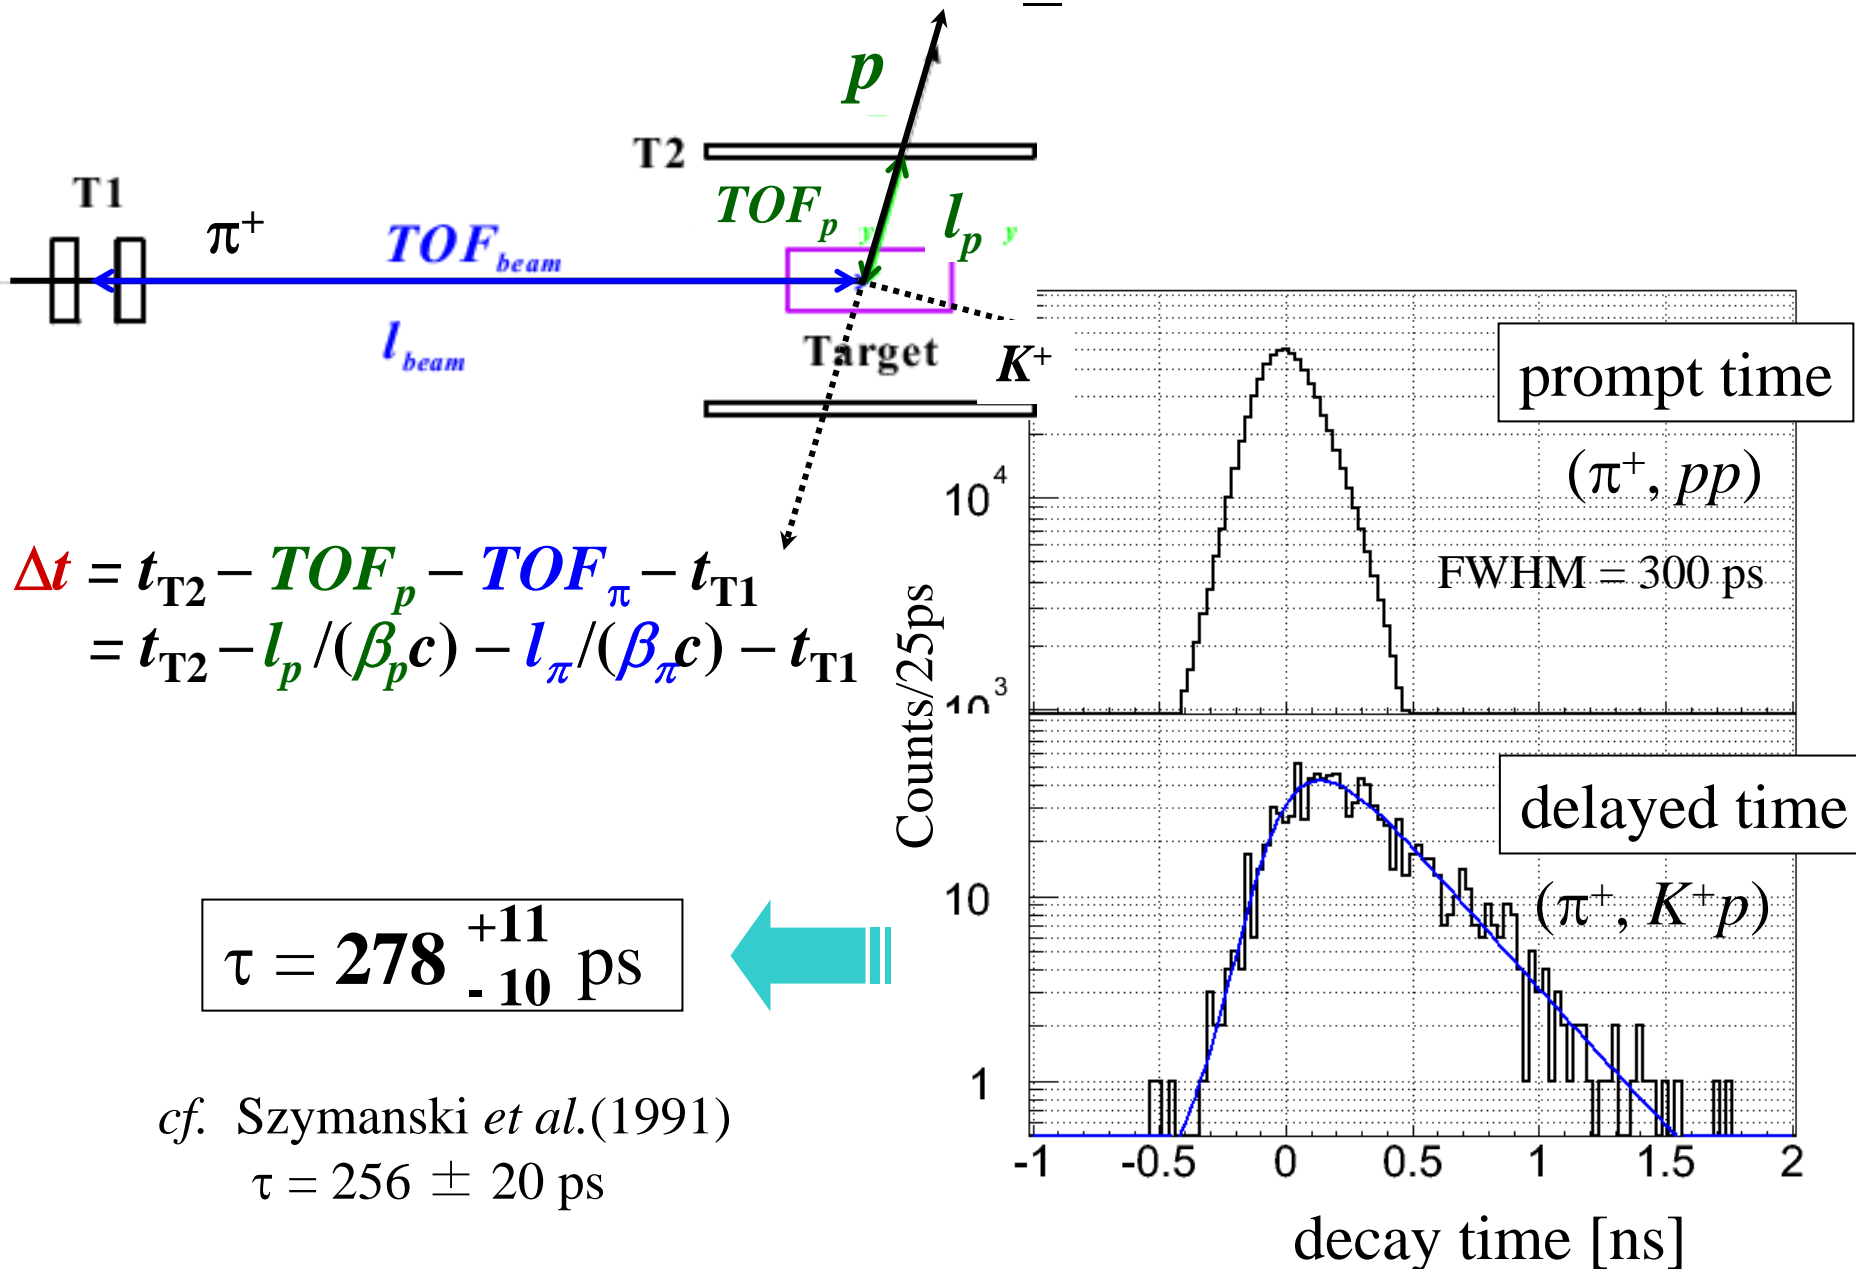 p
T2
T1
π+
TOFbeam
TOFp
y
lp
y
lbeam
Target
K+
Δt = tT2 – TOFp – TOFπ – tT1
= tT2 – lp /(βpc) – lπ/(βπc) – tT1
prompt time
(π+, pp)
FWHM = 300 ps
10^4
10^3
Counts/25ps
delayed time
(π+, K+p)
10
1
τ = 278 +11 - 10 ps
cf. Szymanski et al.(1991)
τ = 256 ± 20 ps
-1 -0.5 0 0.5 1 1.5 2
decay time [ns]